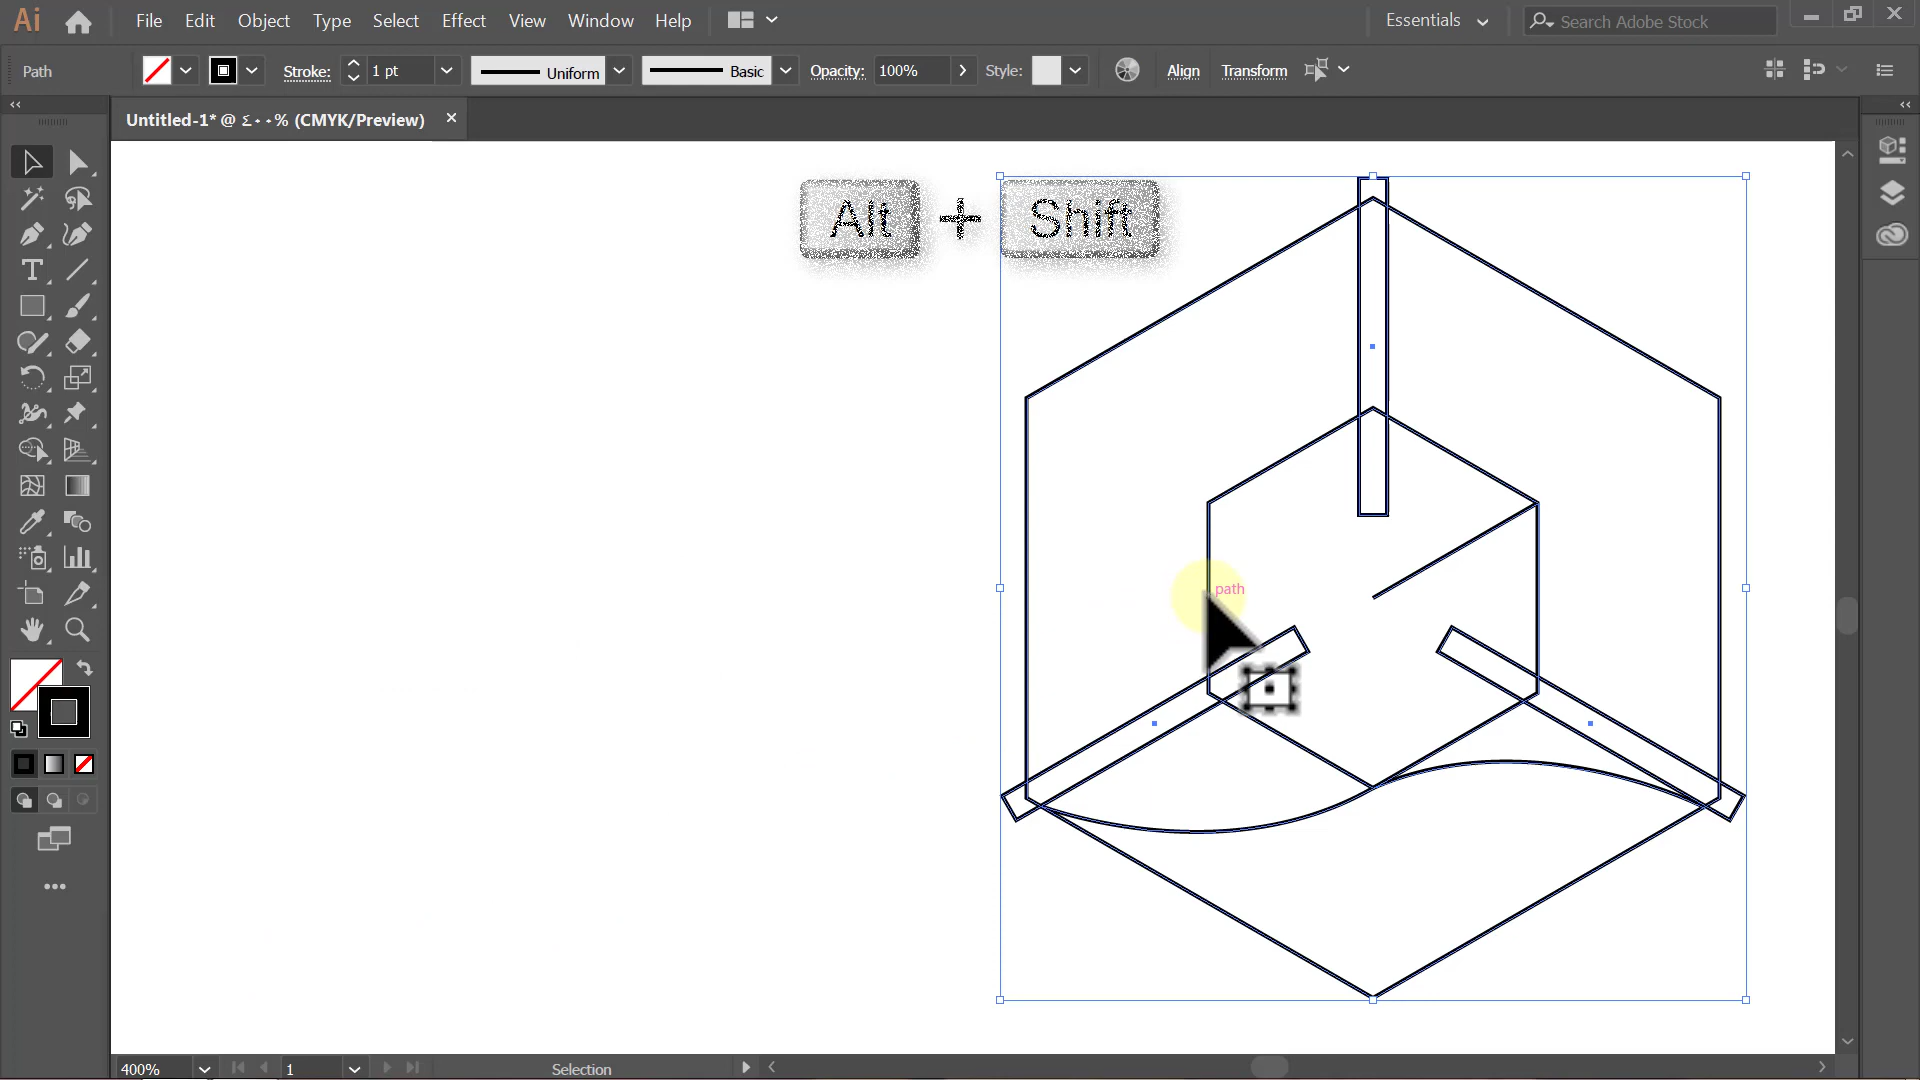 Ai File Edit Object Type Select Effect View Window Help Essentials Search Adobe Stock
Path Stroke: 1 pt Uniform Basic Opacity: 100% Style: Align Transform
Untitled-1* @ ٤٠٠% (CMYK/Preview)
Alt + Shift
path
400% 1 Selection